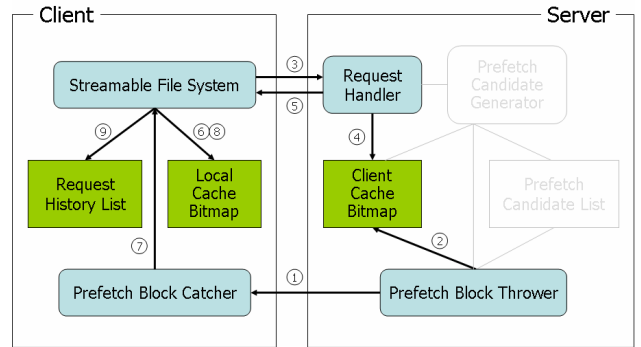 Client
Server
Streamable File System
③
⑤
Request
Handler
Prefetch
Candidate
Generator
⑨
⑥⑧
④
Request
History List
Local
Cache
Bitmap
Client
Cache
Bitmap
Prefetch
Candidate List
⑦
②
Prefetch Block Catcher
①
Prefetch Block Thrower